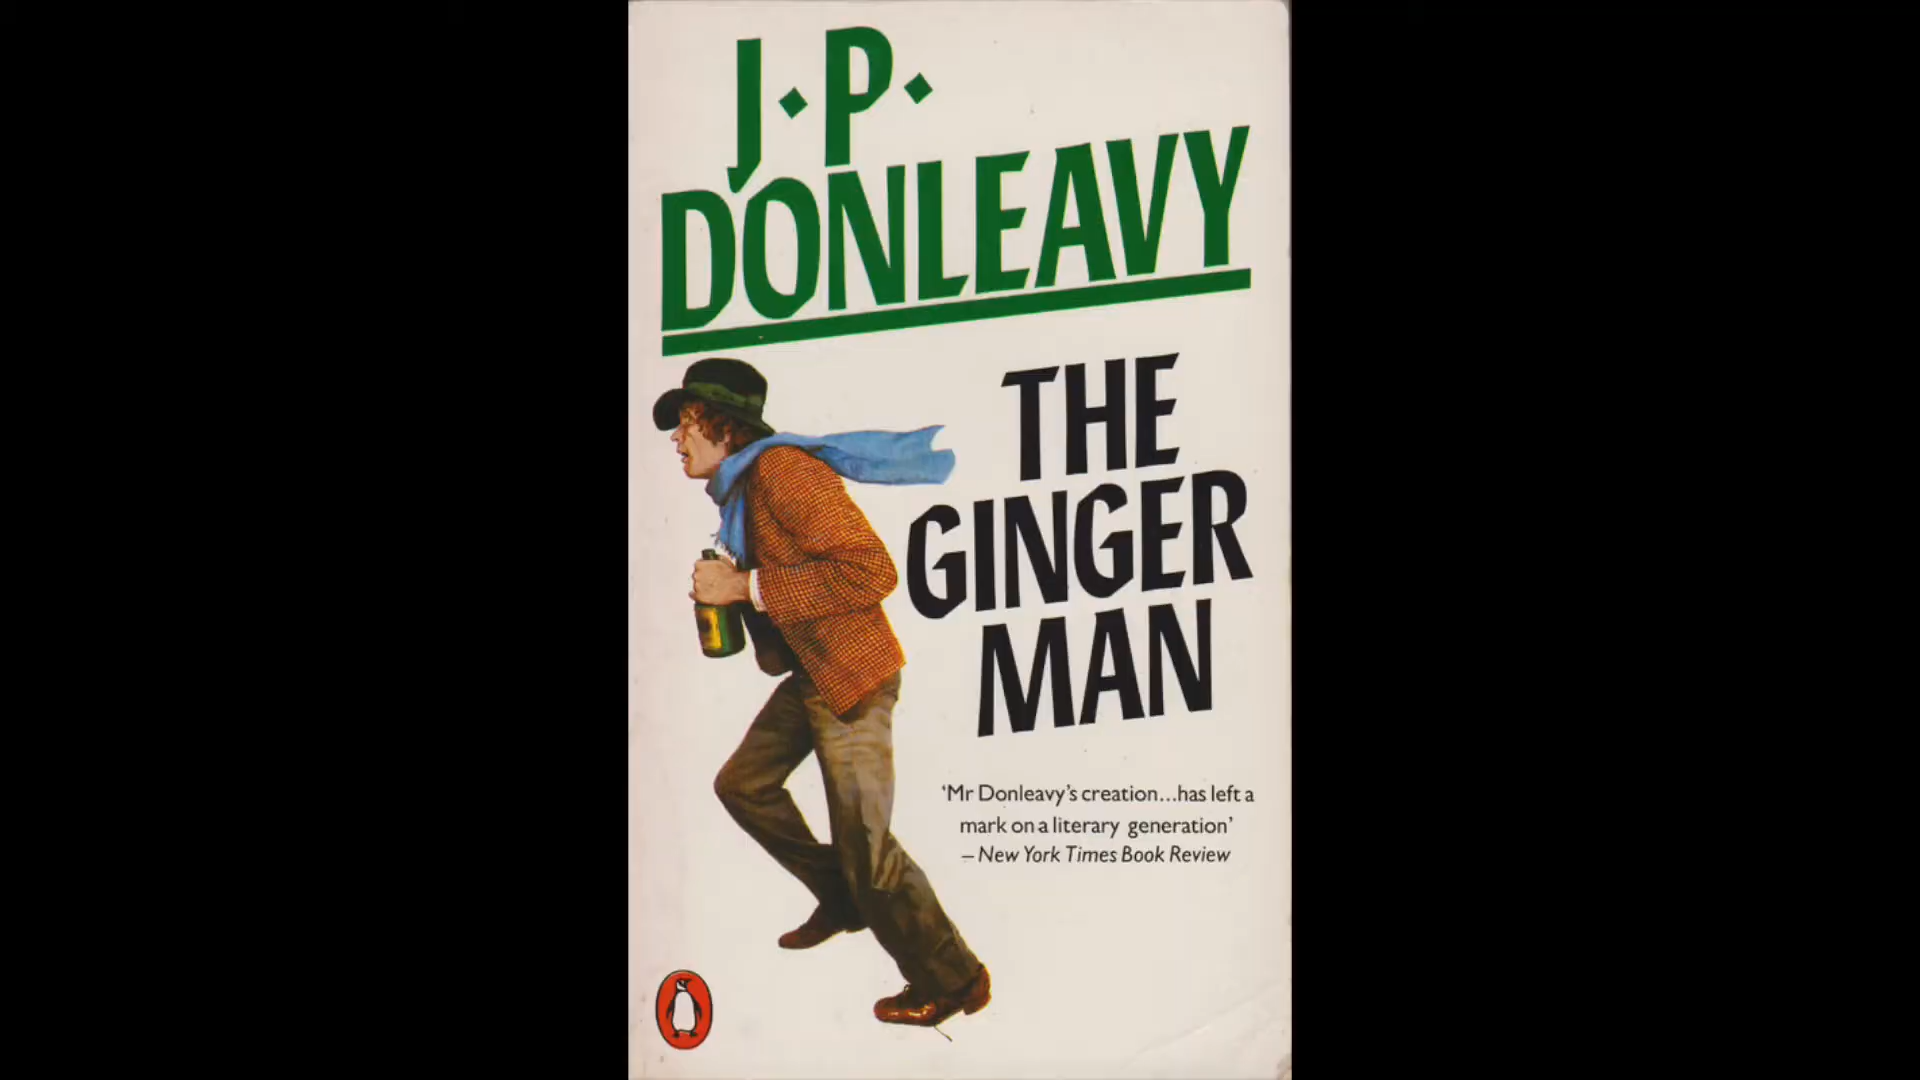 J.P.
DONLEAVY
THE
GINGER
MAN
‘Mr Donleavy’s creation...has left a
mark on a literary generation’
– New York Times Book Review